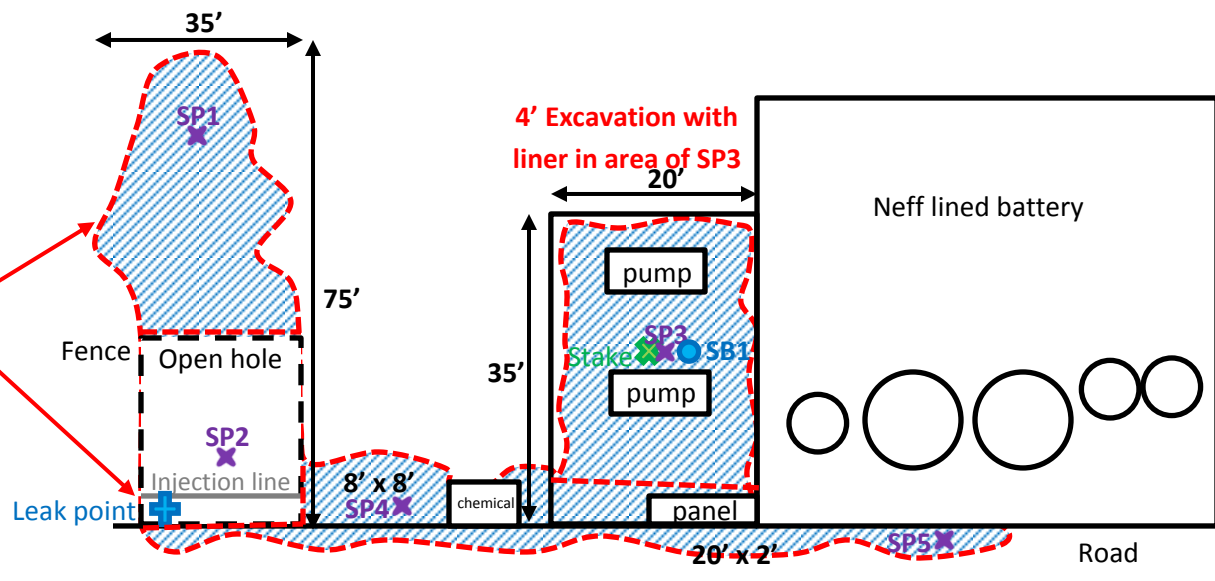 35’
SP1
4’ Excavation with
liner in area of SP3
20’
Neff lined battery
pump
75’
Fence
Open hole
SP3
Stake
SB1
35’
pump
SP2
Injection line
8’ x 8’
Leak point
SP4
chemical
panel
20’ x 2’
SP5
Road